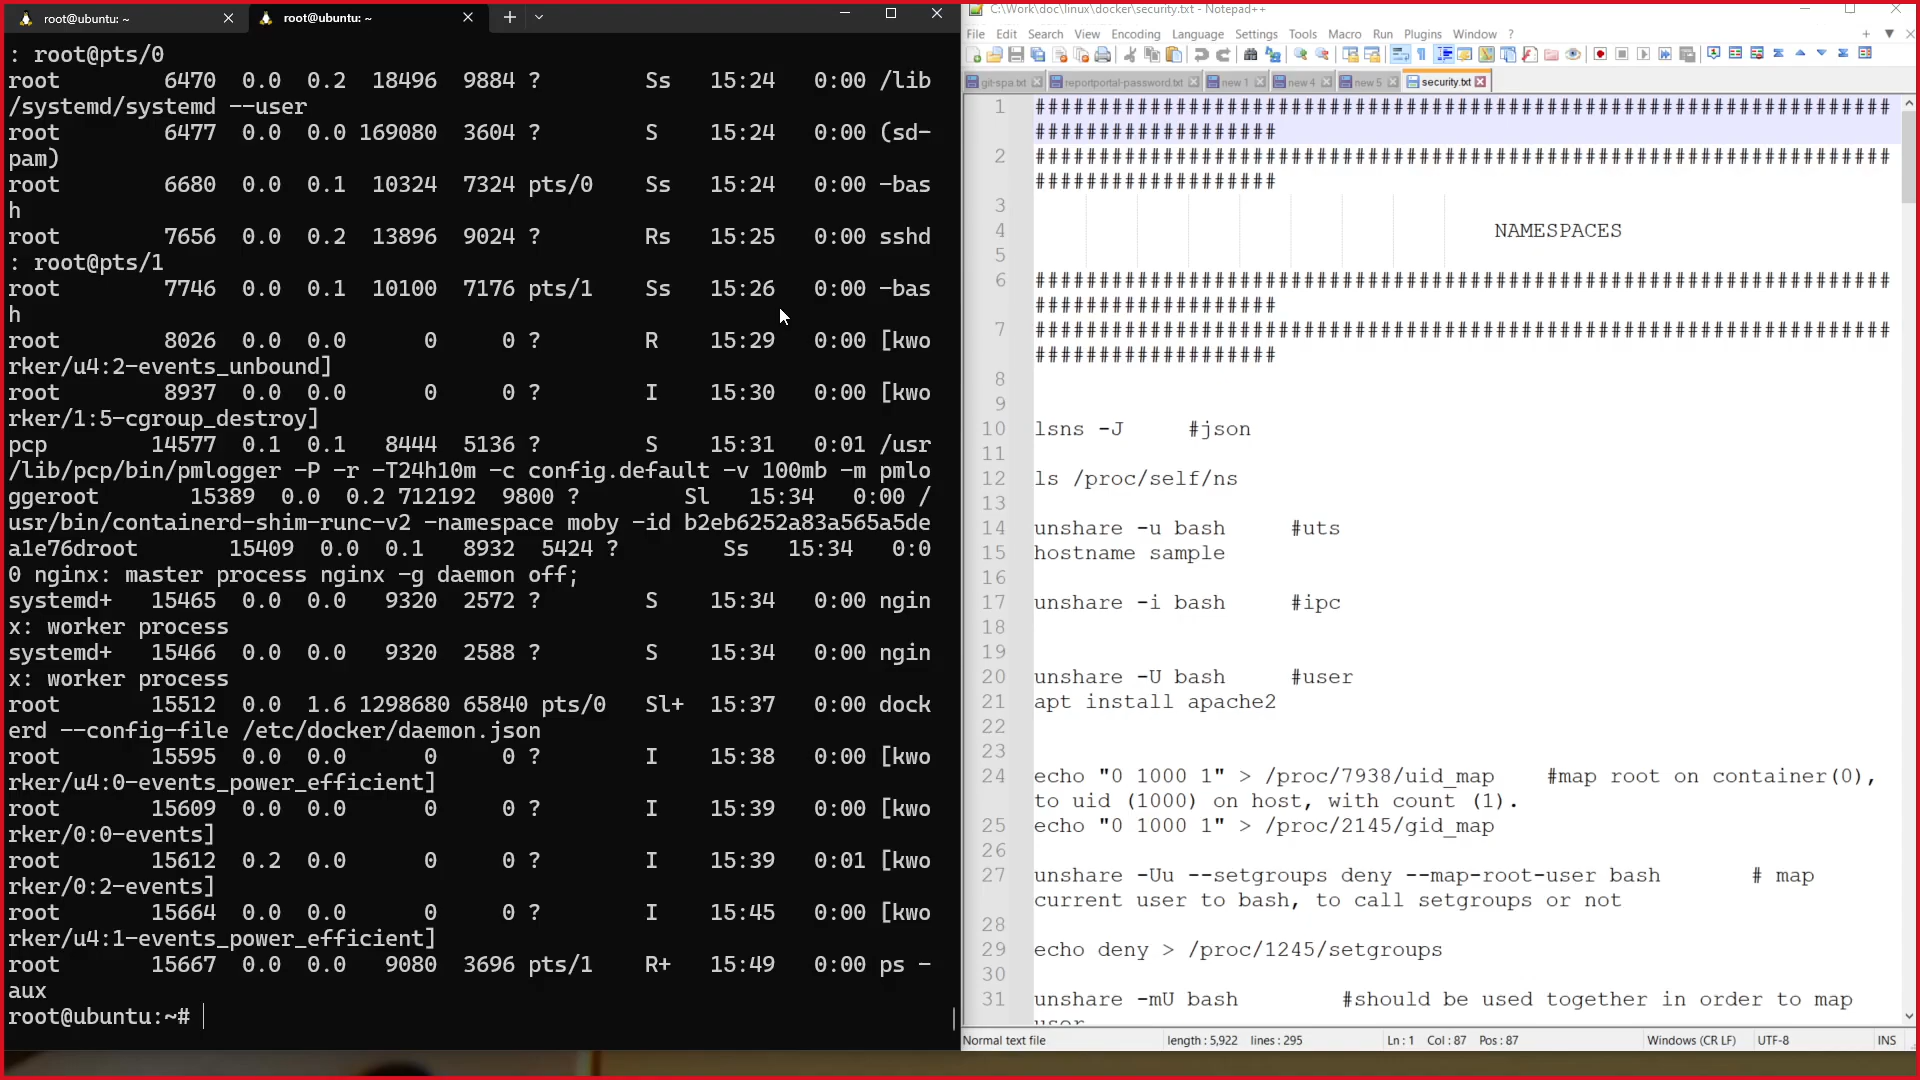 root@ubuntu: ~
root@ubuntu: ~
: root@pts/0
root        6470  0.0  0.2  18496  9884 ?        Ss   15:24   0:00 /lib
/systemd/systemd --user
root        6477  0.0  0.0 169080  3604 ?        S    15:24   0:00 (sd-
pam)
root        6680  0.0  0.1  10324  7324 pts/0    Ss   15:24   0:00 -bas
h
root        7656  0.0  0.2  13896  9024 ?        Rs   15:25   0:00 sshd
: root@pts/1
root        7746  0.0  0.1  10100  7176 pts/1    Ss   15:26   0:00 -bas
h
root        8026  0.0  0.0      0     0 ?        R    15:29   0:00 [kwo
rker/u4:2-events_unbound]
root        8937  0.0  0.0      0     0 ?        I    15:30   0:00 [kwo
rker/1:5-cgroup_destroy]
pcp        14577  0.1  0.1   8444  5136 ?        S    15:31   0:01 /usr
/lib/pcp/bin/pmlogger -P -r -T24h10m -c config.default -v 100mb -m pmlo
ggeroot       15389  0.0  0.2 712192  9800 ?        Sl   15:34   0:00 /
usr/bin/containerd-shim-runc-v2 -namespace moby -id b2eb6252a83a565a5de
a1e76droot       15409  0.0  0.1   8932  5424 ?        Ss   15:34   0:0
0 nginx: master process nginx -g daemon off;
systemd+   15465  0.0  0.0   9320  2572 ?        S    15:34   0:00 ngin
x: worker process
systemd+   15466  0.0  0.0   9320  2588 ?        S    15:34   0:00 ngin
x: worker process
root       15512  0.0  1.6 1298680 65840 pts/0   Sl+  15:37   0:00 dock
erd --config-file /etc/docker/daemon.json
root       15595  0.0  0.0      0     0 ?        I    15:38   0:00 [kwo
rker/u4:0-events_power_efficient]
root       15609  0.0  0.0      0     0 ?        I    15:39   0:00 [kwo
rker/0:0-events]
root       15612  0.2  0.0      0     0 ?        I    15:39   0:01 [kwo
rker/0:2-events]
root       15664  0.0  0.0      0     0 ?        I    15:45   0:00 [kwo
rker/u4:1-events_power_efficient]
root       15667  0.0  0.0   9080  3696 pts/1    R+   15:49   0:00 ps -
aux
root@ubuntu:~#
C:\Work\doc\linux\docker\security.txt - Notepad++
File Edit Search View Encoding Language Settings Tools Macro Run Plugins Window ?
git-spa.txt reportportal-password.txt new 1 new 4 new 5 security.txt
1 ###################################################################
###################
2 ###################################################################
###################
3
4 NAMESPACES
5
6 ###################################################################
###################
7 ###################################################################
###################
8
9
10 lsns -J     #json
11
12 ls /proc/self/ns
13
14 unshare -u bash     #uts
15 hostname sample
16
17 unshare -i bash     #ipc
18
19
20 unshare -U bash     #user
21 apt install apache2
22
23
24 echo "0 1000 1" > /proc/7938/uid_map    #map root on container(0),
to uid (1000) on host, with count (1).
25 echo "0 1000 1" > /proc/2145/gid_map
26
27 unshare -Uu --setgroups deny --map-root-user bash       # map
current user to bash, to call setgroups or not
28
29 echo deny > /proc/1245/setgroups
30
31 unshare -mU bash        #should be used together in order to map
user
Normal text file length : 5,922 lines : 295 Ln : 1 Col : 87 Pos : 87 Windows (CR LF) UTF-8 INS